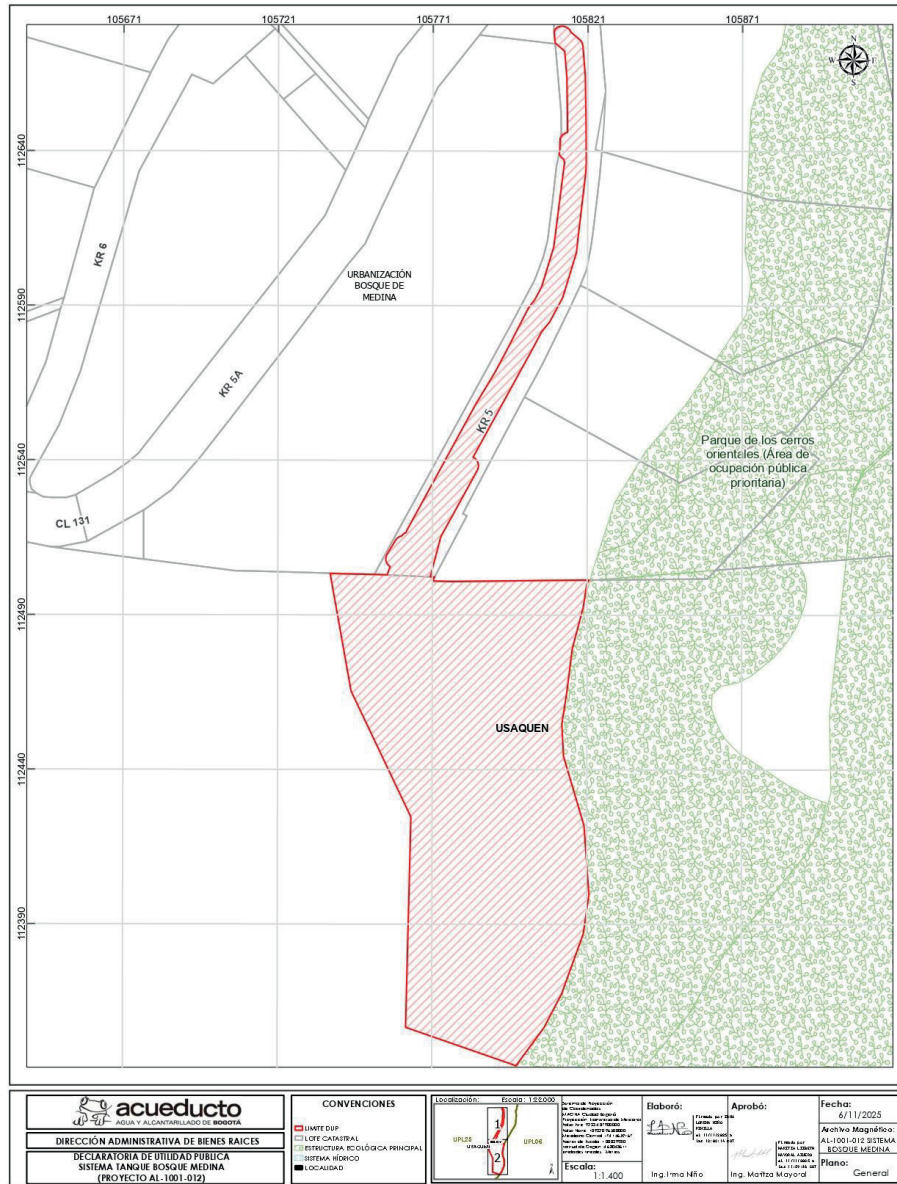 105671
105721
105771
105821
105871
N
W
E
S
112640
112590
112540
112490
112440
112390
KR 6
KR 5A
URBANIZACIÓN
BOSQUE DE
MEDINA
KR 5
CL 131
Parque de los cerros
orientales (Área de
ocupación pública
prioritaria)
USAQUEN
acueducto
AGUA Y ALCANTARILLADO DE BOGOTÁ
DIRECCIÓN ADMINISTRATIVA DE BIENES RAICES
DECLARATORIA DE UTILIDAD PUBLICA
SISTEMA TANQUE BOSQUE MEDINA
(PROYECTO AL-1001-012)
CONVENCIONES
LIMITE DUP
LOTE CATASTRAL
ESTRUCTURA ECOLÓGICA PRINCIPAL
SISTEMA HÍDRICO
LOCALIDAD
Localización:
Escala: 1:22.000
UPL25
UPL06
1
2
Escala:
1:1.400
Elaboró:
Ing. Irma Niño
Aprobó:
Ing. Maritza Mayoral
Fecha:
6/11/2025
Archivo Magnético:
AL-1001-012 SISTEMA
BOSQUE MEDINA
Plano:
General